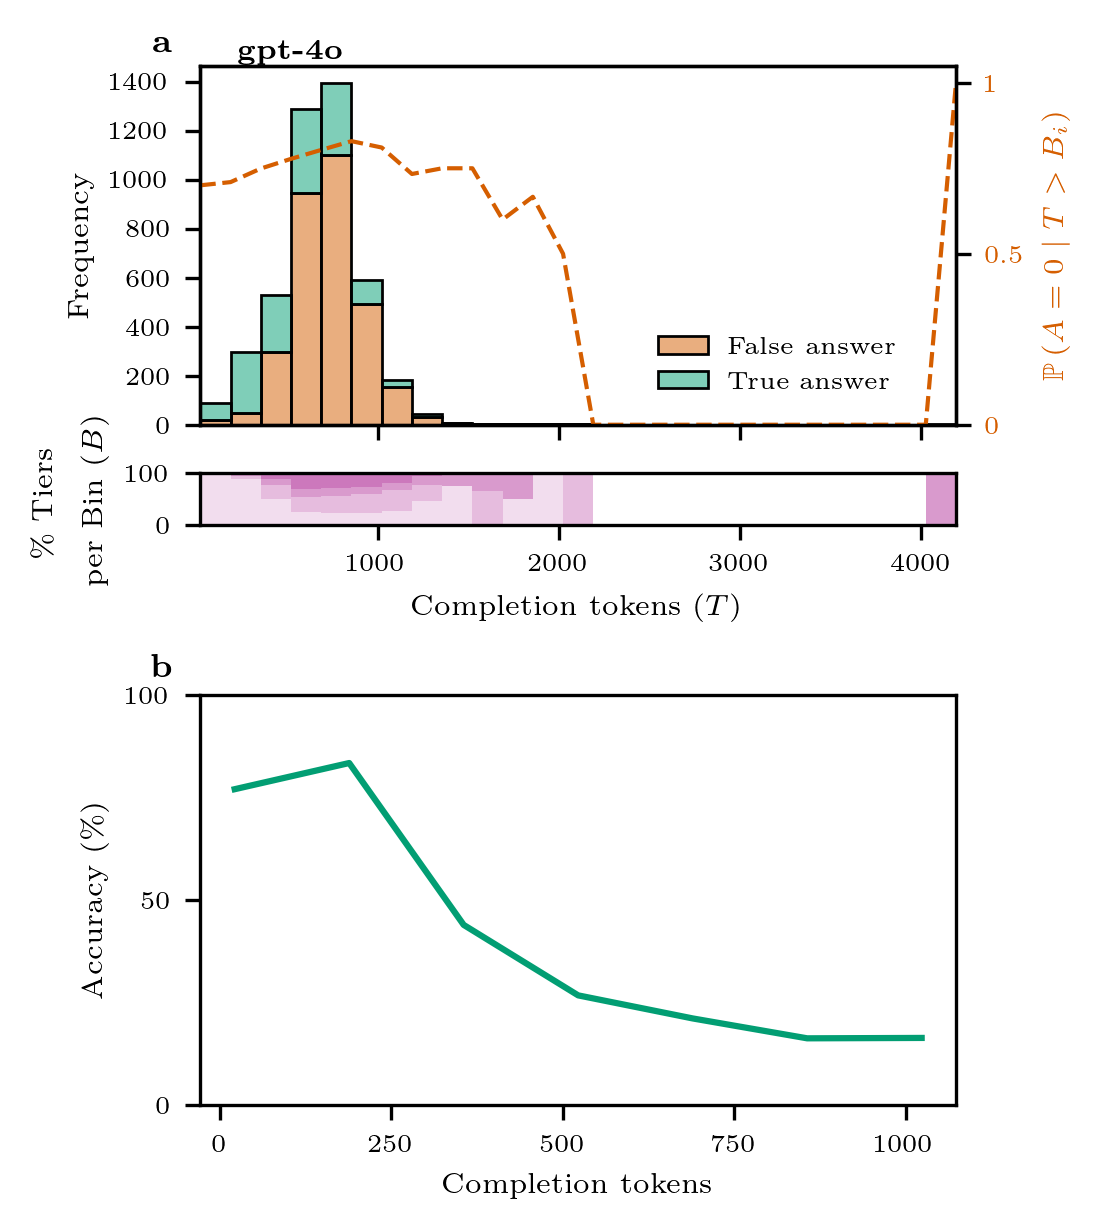 a
gpt-4o
1400
1200
1000
800
600
400
200
0
Frequency
1
0.5
0
ℙ (A = 0 | T > B_i)
False answer
True answer
% Tiers
per Bin (B)
100
0
1000 2000 3000 4000
Completion tokens (T)
b
100
50
0
Accuracy (%)
0 250 500 750 1000
Completion tokens